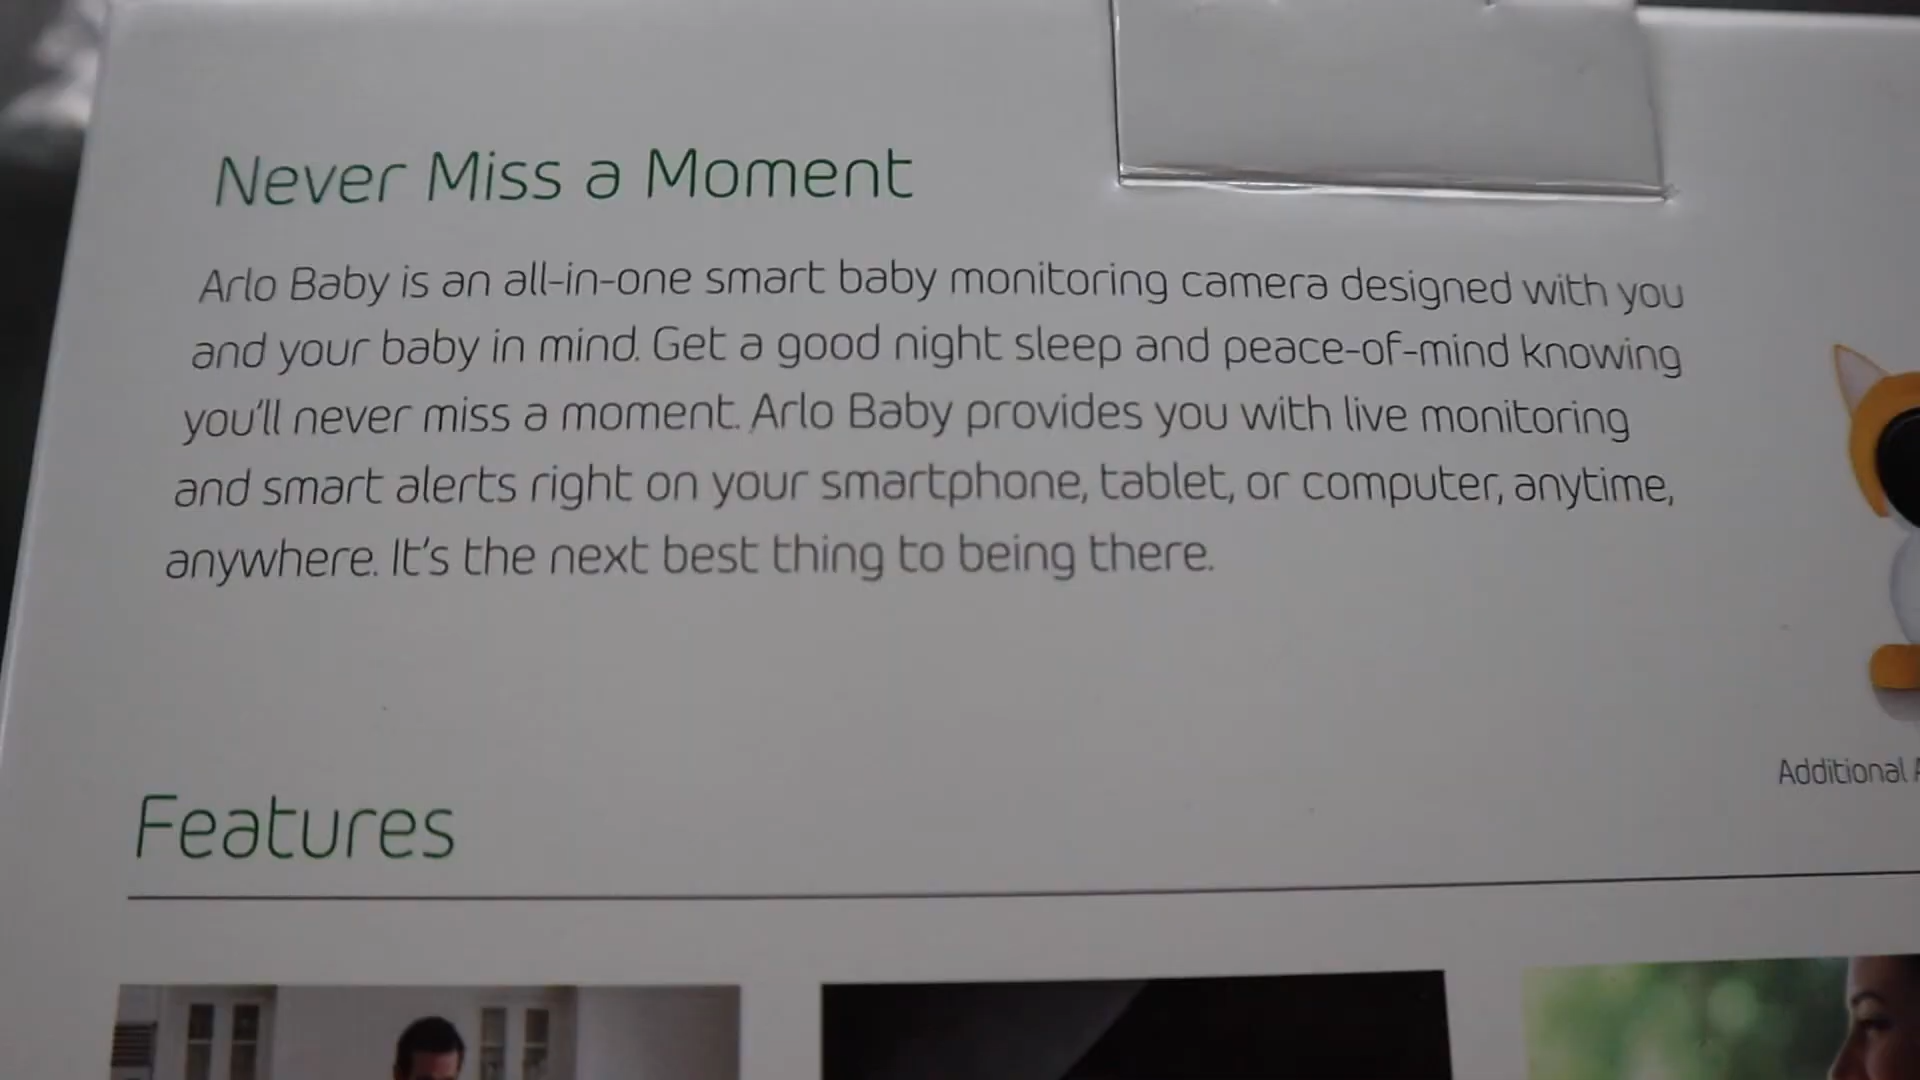 Never Miss a Moment
Arlo Baby is an all-in-one smart baby monitoring camera designed with you
and your baby in mind. Get a good night sleep and peace-of-mind knowing
you'll never miss a moment. Arlo Baby provides you with live monitoring
and smart alerts right on your smartphone, tablet, or computer, anytime,
anywhere. It's the next best thing to being there.
Additional
Features